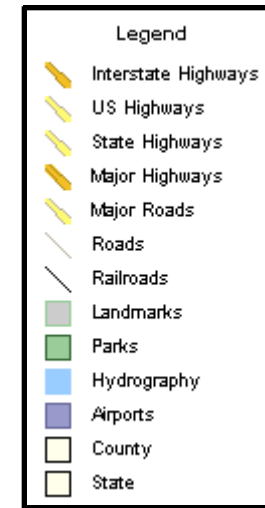 Legend
Interstate Highways
US Highways
State Highways
Major Highways
Major Roads
Roads
Railroads
Landmarks
Parks
Hydrography
Airports
County
State